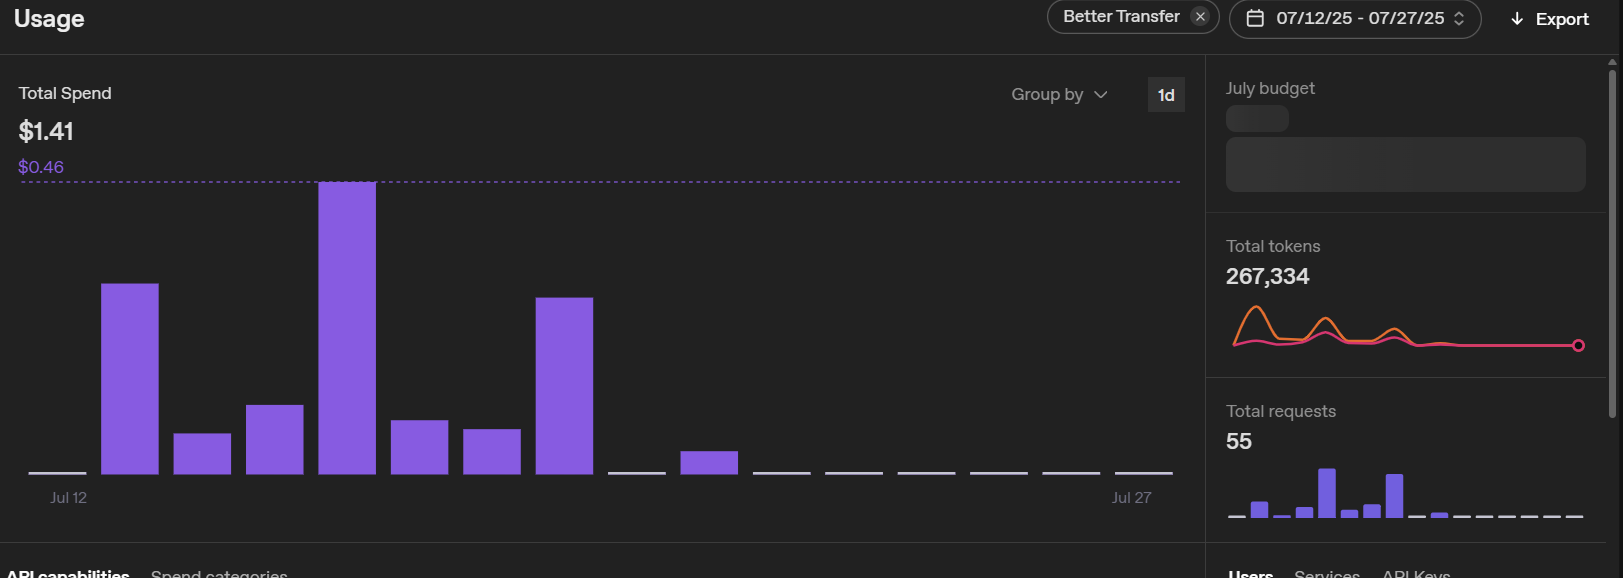 Usage
Better Transfer
07/12/25 - 07/27/25
Export
Total Spend
Group by
1d
$1.41
$0.46
Jul 12
Jul 27
July budget
Total tokens
267,334
Total requests
55
API capabilities
Spend categories
Users
Services
API Keys